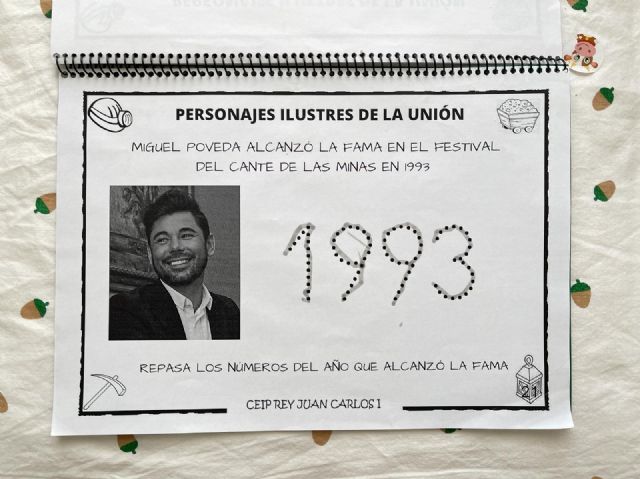 PERSONAJES ILUSTRES DE LA UNIÓN
MIGUEL POVEDA ALCANZÓ LA FAMA EN EL FESTIVAL
DEL CANTE DE LAS MINAS EN 1993
1993
REPASA LOS NÚMEROS DEL AÑO QUE ALCANZÓ LA FAMA
21
CEIP REY JUAN CARLOS I